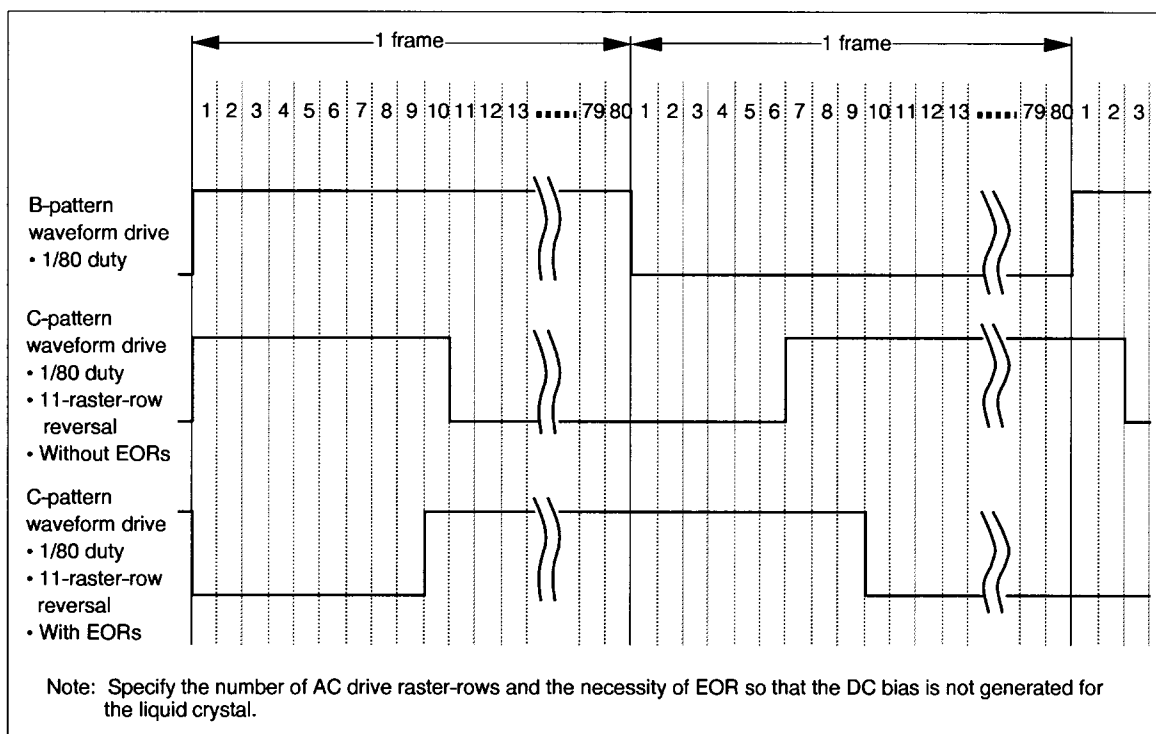 1 frame 1 frame
1 2 3 4 5 6 7 8 9 10 11 12 13 ...... 79 80 1 2 3 4 5 6 7 8 9 10 11 12 13 ...... 79 80 1 2 3
B-pattern
waveform drive
• 1/80 duty
C-pattern
waveform drive
• 1/80 duty
• 11-raster-row
reversal
• Without EORs
C-pattern
waveform drive
• 1/80 duty
• 11-raster-row
reversal
• With EORs
Note: Specify the number of AC drive raster-rows and the necessity of EOR so that the DC bias is not generated for
the liquid crystal.